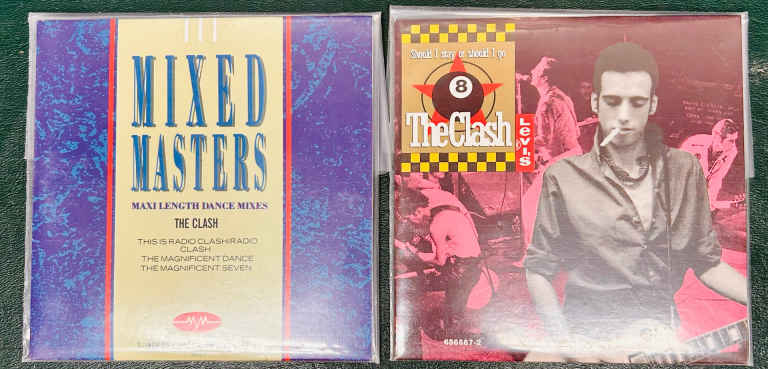 MIXED
MASTERS
MAXI LENGTH DANCE MIXES
THE CLASH
THIS IS RADIO CLASH/RADIO
CLASH
THE MAGNIFICENT DANCE
THE MAGNIFICENT SEVEN
MM
Should I stay or should I go
8
The Clash
LEVI'S
656667-2